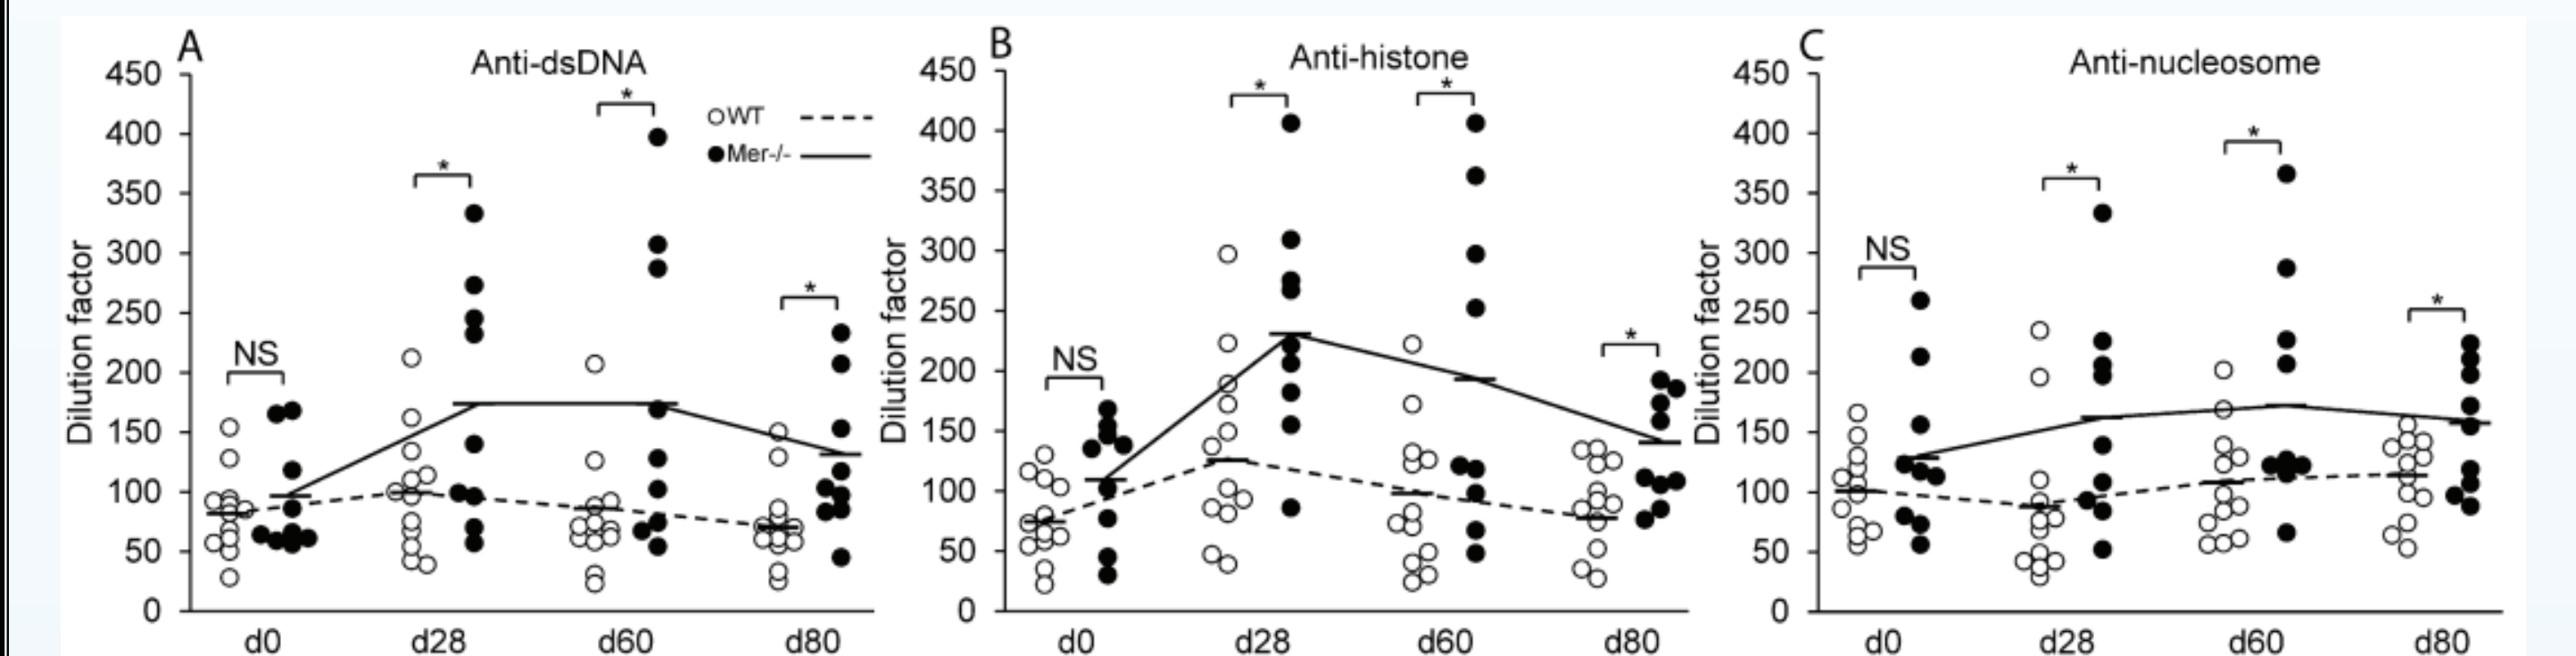 A
Anti-dsDNA
450
400
350
300
250
200
150
100
50
0
Dilution factor
WT
Mer-/-
NS
*
*
*
d0 d28 d60 d80
B
Anti-histone
450
400
350
300
250
200
150
100
50
0
Dilution factor
NS
*
*
*
d0 d28 d60 d80
C
Anti-nucleosome
450
400
350
300
250
200
150
100
50
0
Dilution factor
NS
*
*
*
d0 d28 d60 d80